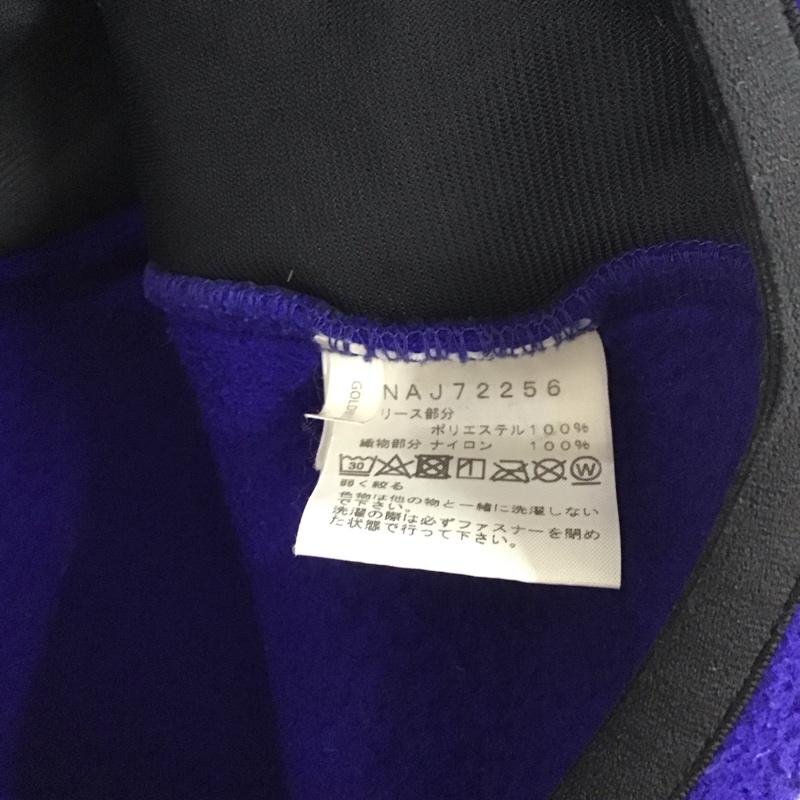 NAJ72256
GOLD
リース部分
ポリエステル100%
織物部分 ナイロン 100%
30
W
弱く絞る
色物は他の物と一緒に洗濯しない
で下さい。
洗濯の際は必ずファスナーを閉め
た状態で行って下さい。